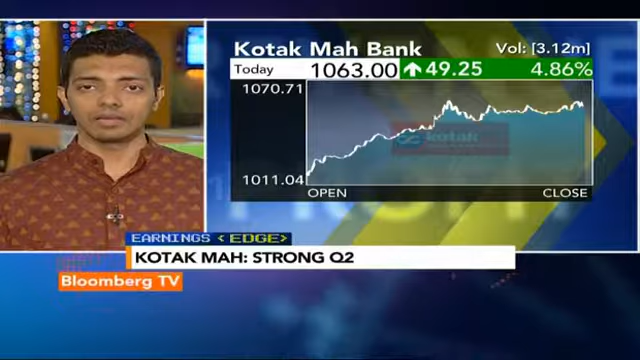 Kotak Mah Bank
Vol: [3.12m]
Today 1063.00 49.25 4.86%
1070.71
kotak
1011.04
OPEN CLOSE
EARNINGS <EDGE>
KOTAK MAH: STRONG Q2
Bloomberg TV